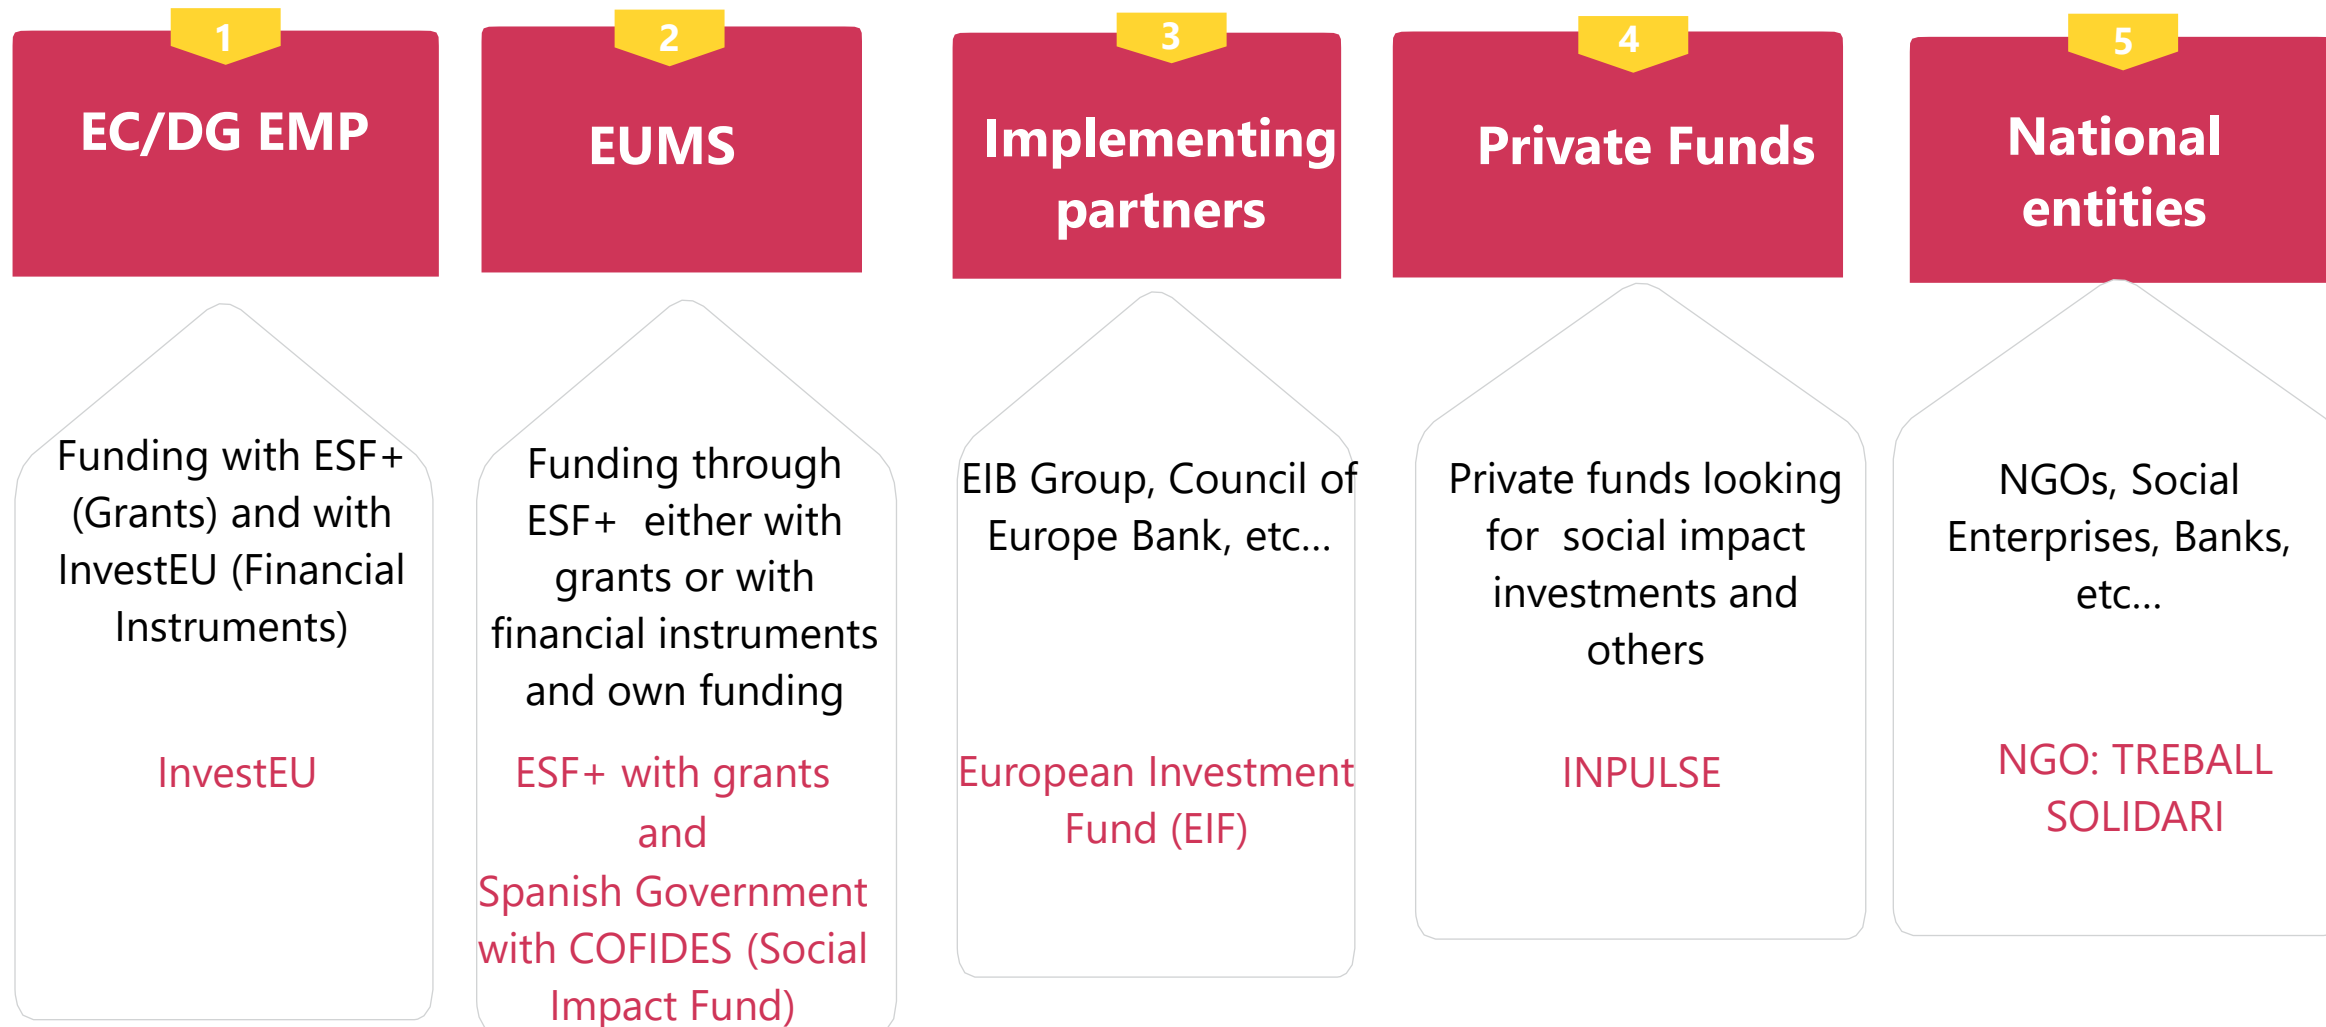 1
EC/DG EMP
Funding with ESF+
(Grants) and with
InvestEU (Financial
Instruments)
InvestEU
2
EUMS
Funding through
ESF+  either with
grants or with
financial instruments
and own funding
ESF+ with grants
and
Spanish Government
with COFIDES (Social
Impact Fund)
3
Implementing
partners
EIB Group, Council of
Europe Bank, etc...
European Investment
Fund (EIF)
4
Private Funds
Private funds looking
for  social impact
investments and
others
INPULSE
5
National
entities
NGOs, Social
Enterprises, Banks,
etc...
NGO: TREBALL
SOLIDARI